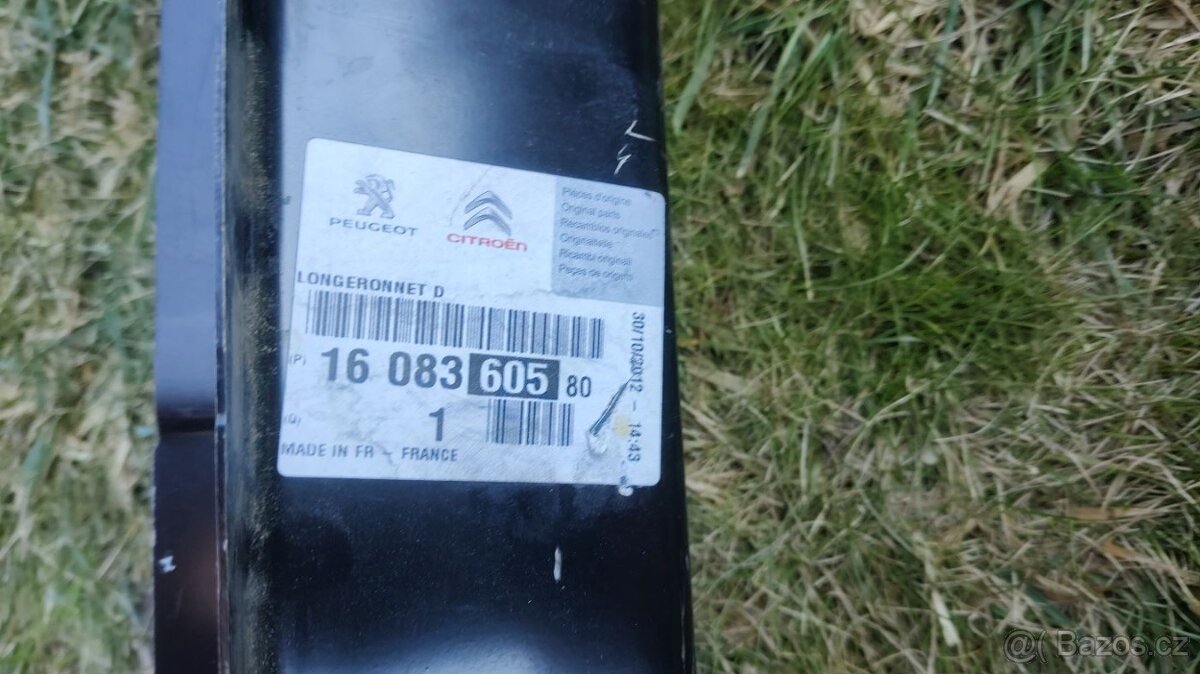 PEUGEOT
CITROËN
Pièces d'origine
Original parts
Recambios originales
Originalteile
Ricambi originali
Peças de origem
LONGERONNET D
(P) 16 083 605 80
(Q) 1
MADE IN FR - FRANCE
30/10/2012 - 14:43
@ Bazos.cz